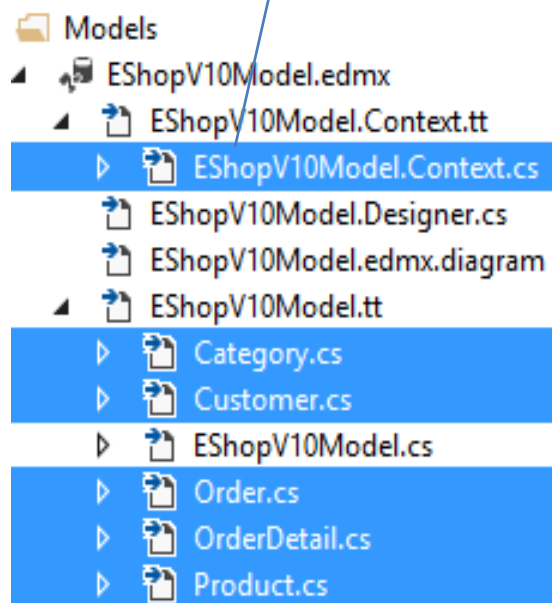 Models
EShopV10Model.edmx
EShopV10Model.Context.tt
EShopV10Model.Context.cs
EShopV10Model.Designer.cs
EShopV10Model.edmx.diagram
EShopV10Model.tt
Category.cs
Customer.cs
EShopV10Model.cs
Order.cs
OrderDetail.cs
Product.cs